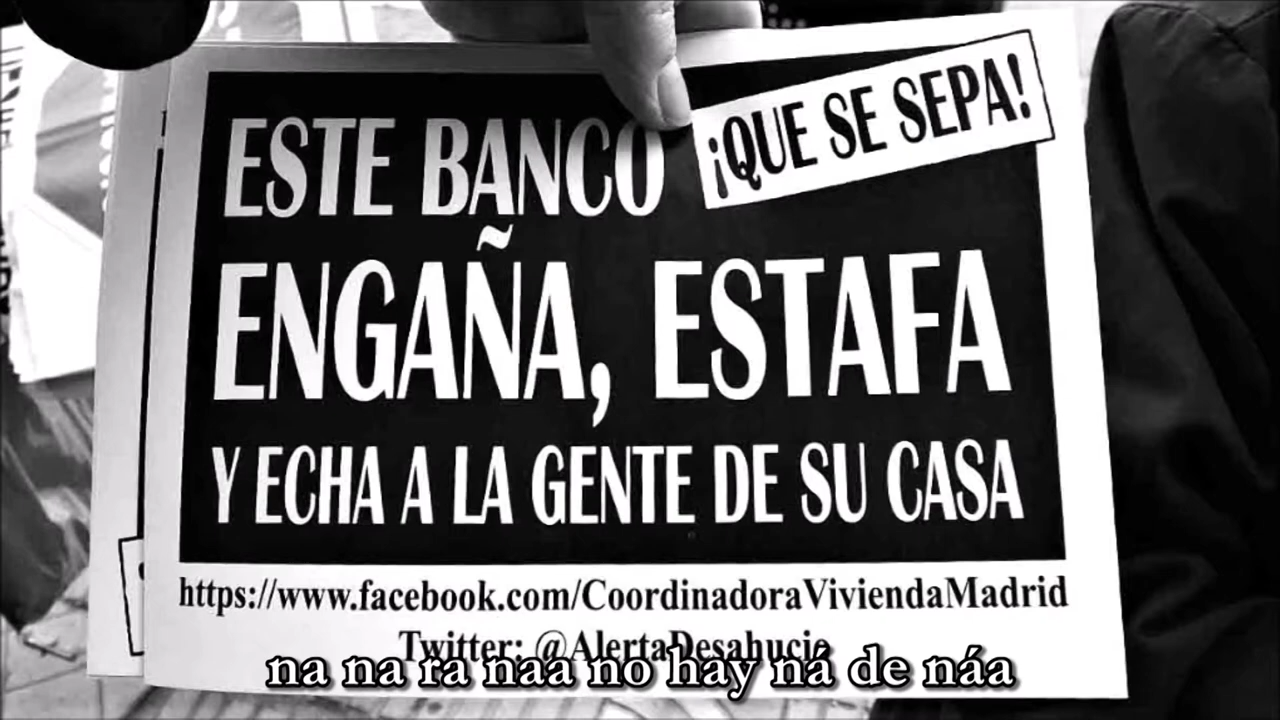 ¡QUE SE SEPA!
ESTE BANCO
ENGAÑA, ESTAFA
Y ECHA A LA GENTE DE SU CASA
https://www.facebook.com/CoordinadoraViviendaMadrid
Twitter: @AlertaDesahucio
na na ra naa no hay ná de náa